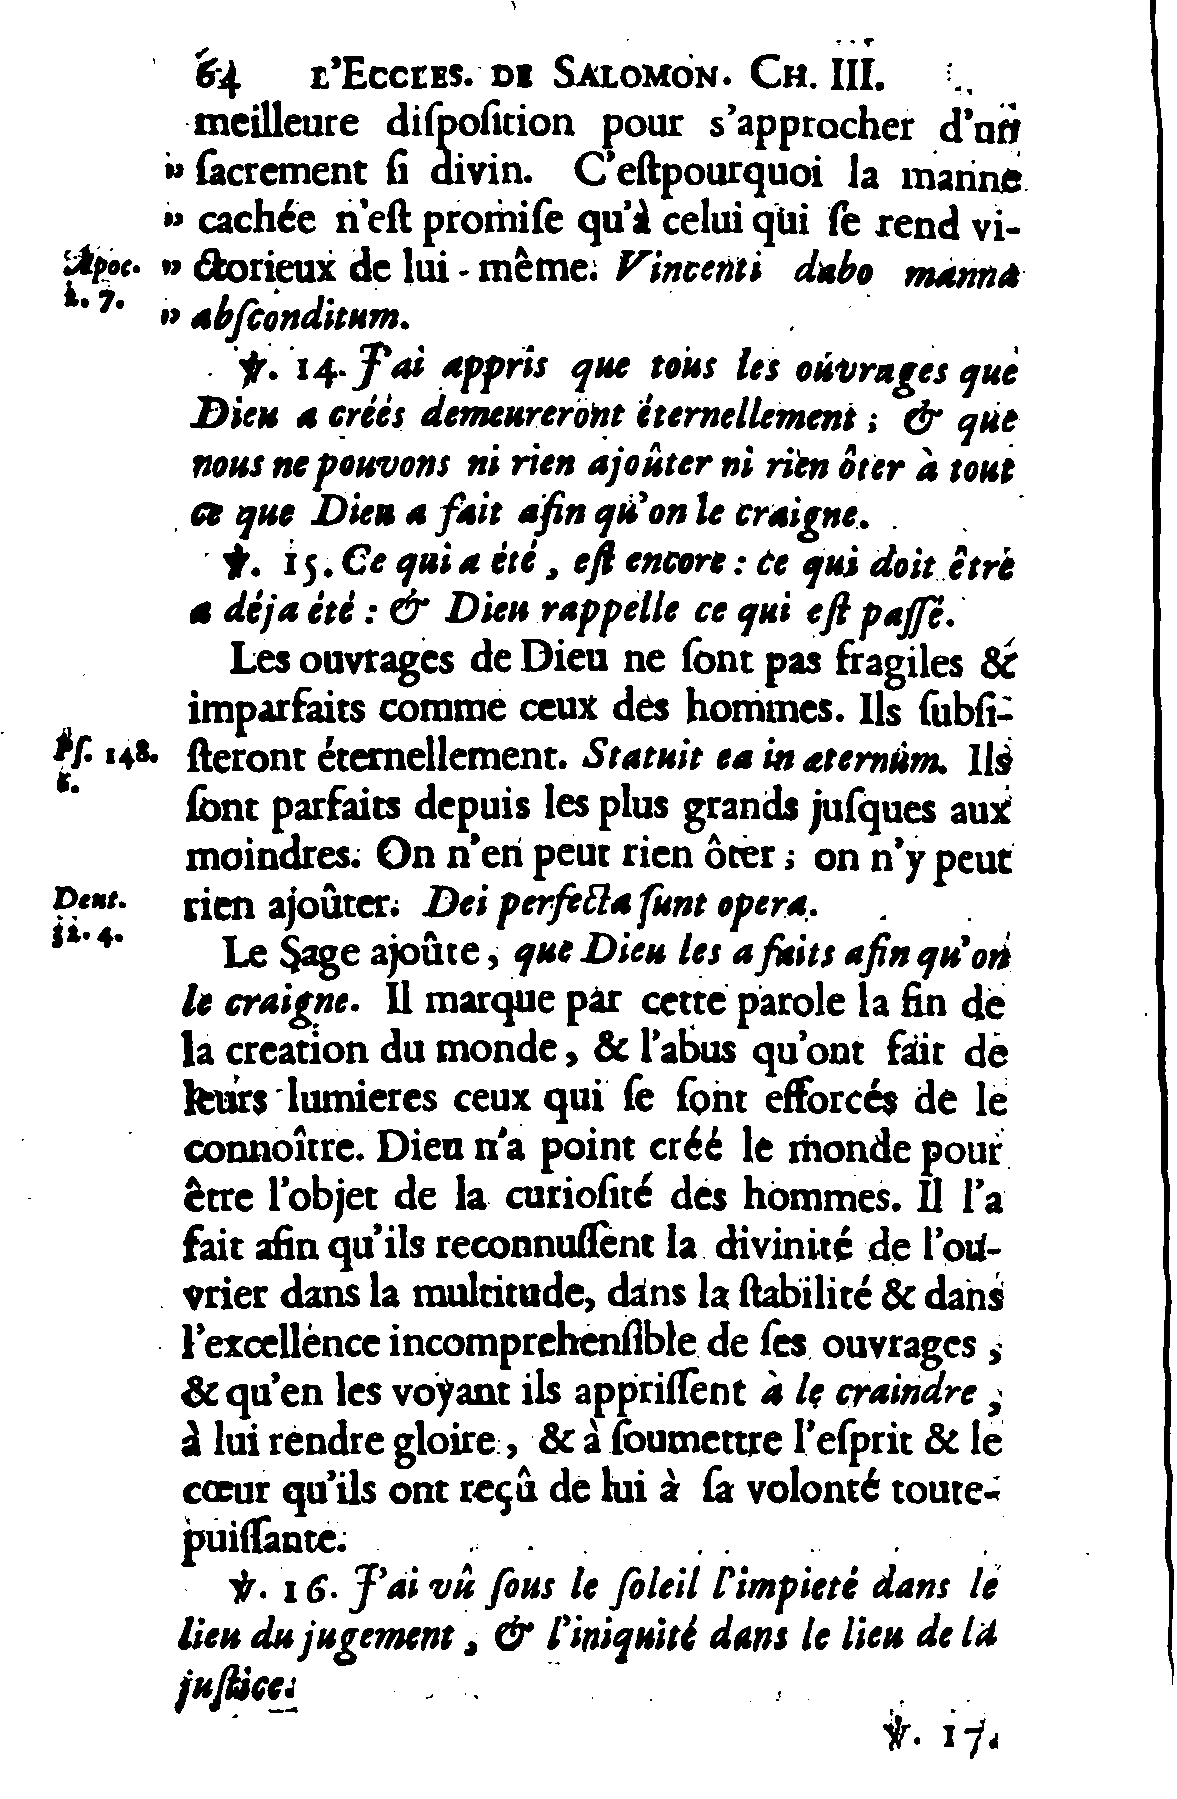 64 L'ECCLES. DE SALOMON. CH. III.
meilleure diſpoſition pour s'approcher d'un
" ſacrement ſi divin. C'eſtpourquoi la manne
" cachée n'eſt promiſe qu'à celui qui ſe rend vi-
Apoc. " ctorieux de lui-même. Vincenti dabo manna
2. 7. " abſconditum.
℣. 14. J'ai appris que tous les ouvrages que
Dieu a créés demeureront éternellement ; & que
nous ne pouvons ni rien ajoûter ni rien ôter à tout
ce que Dieu a fait afin qu'on le craigne.
℣. 15. Ce qui a été, eſt encore : ce qui doit être
a déja été : & Dieu rappelle ce qui eſt paſſé.
Les ouvrages de Dieu ne ſont pas fragiles &
imparfaits comme ceux des hommes. Ils ſubſi-
Pſ. 148. ſteront éternellement. Statuit ea in æternùm. Ils
6.
ſont parfaits depuis les plus grands juſques aux
moindres. On n'en peut rien ôter ; on n'y peut
Deut. rien ajoûter. Dei perfecta ſunt opera.
32. 4.
Le Sage ajoûte, que Dieu les a faits afin qu'on
le craigne. Il marque par cette parole la fin de
la creation du monde, & l'abus qu'ont fait de
leurs lumieres ceux qui ſe ſont efforcés de le
connoître. Dieu n'a point créé le monde pour
être l'objet de la curioſité des hommes. Il l'a
fait afin qu'ils reconnuſſent la divinité de l'ou-
vrier dans la multitude, dans la ſtabilité & dans
l'excellence incomprehenſible de ſes ouvrages,
& qu'en les voyant ils appriſſent à le craindre,
à lui rendre gloire, & à ſoumettre l'eſprit & le
cœur qu'ils ont reçû de lui à ſa volonté toute-
puiſſante.
℣. 16. J'ai vû ſous le ſoleil l'impieté dans le
lieu du jugement, & l'iniquité dans le lieu de la
juſtice.
℣. 17.